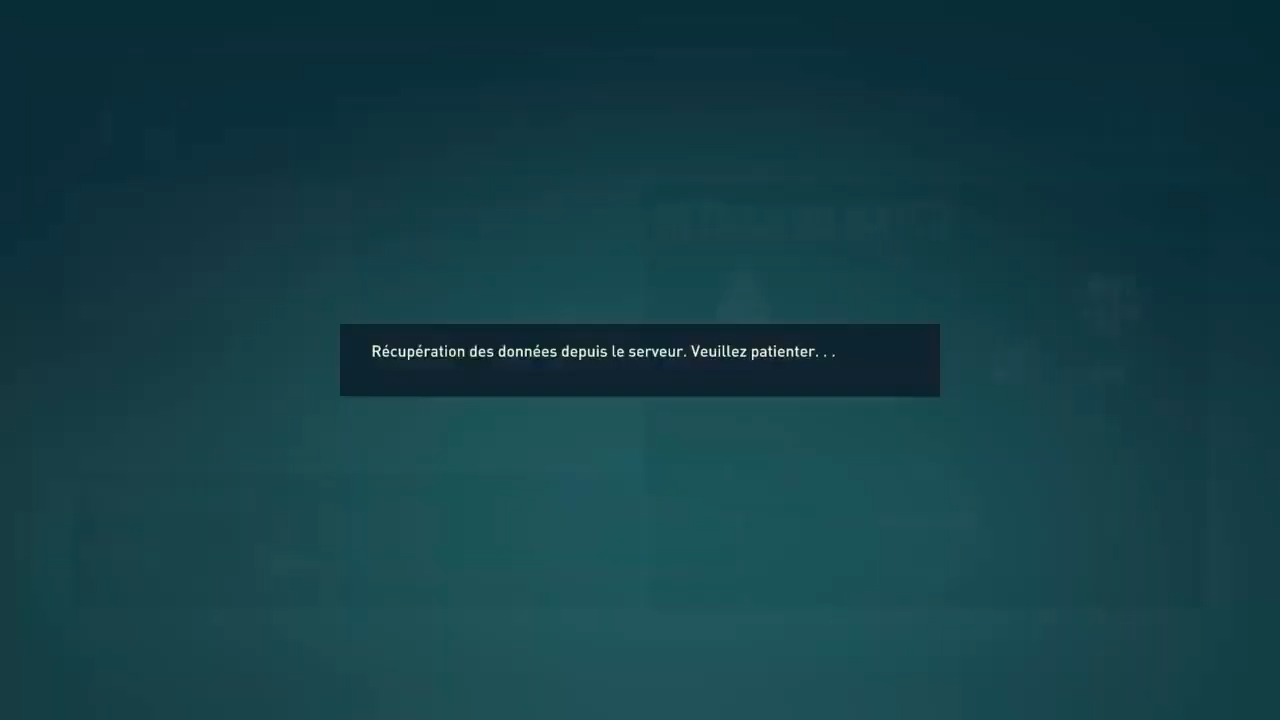 Récupération des données depuis le serveur. Veuillez patienter. . .